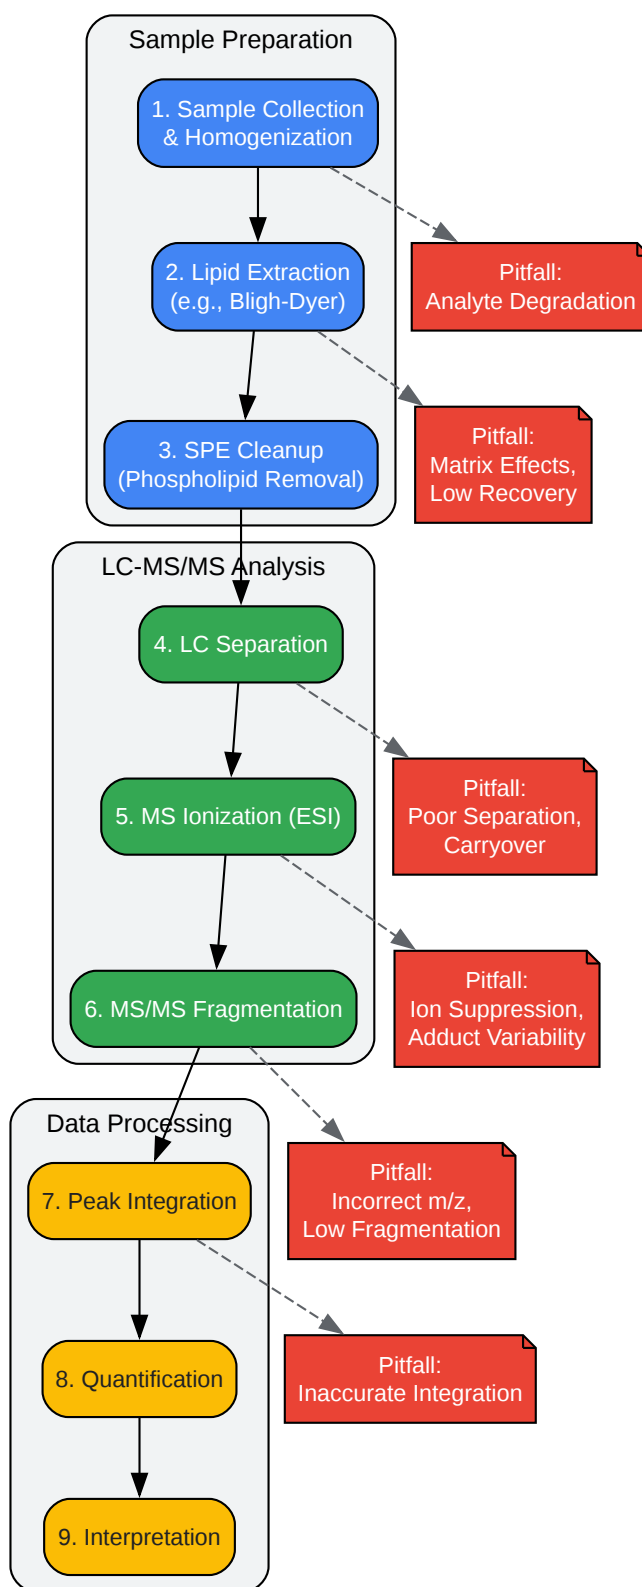 Sample Preparation
1. Sample Collection
& Homogenization
Pitfall:
Analyte Degradation
2. Lipid Extraction
(e.g., Bligh-Dyer)
Pitfall:
Matrix Effects,
Low Recovery
3. SPE Cleanup
(Phospholipid Removal)
LC-MS/MS Analysis
4. LC Separation
Pitfall:
Poor Separation,
Carryover
5. MS Ionization (ESI)
Pitfall:
Ion Suppression,
Adduct Variability
6. MS/MS Fragmentation
Pitfall:
Incorrect m/z,
Low Fragmentation
Data Processing
7. Peak Integration
Pitfall:
Inaccurate Integration
8. Quantification
9. Interpretation